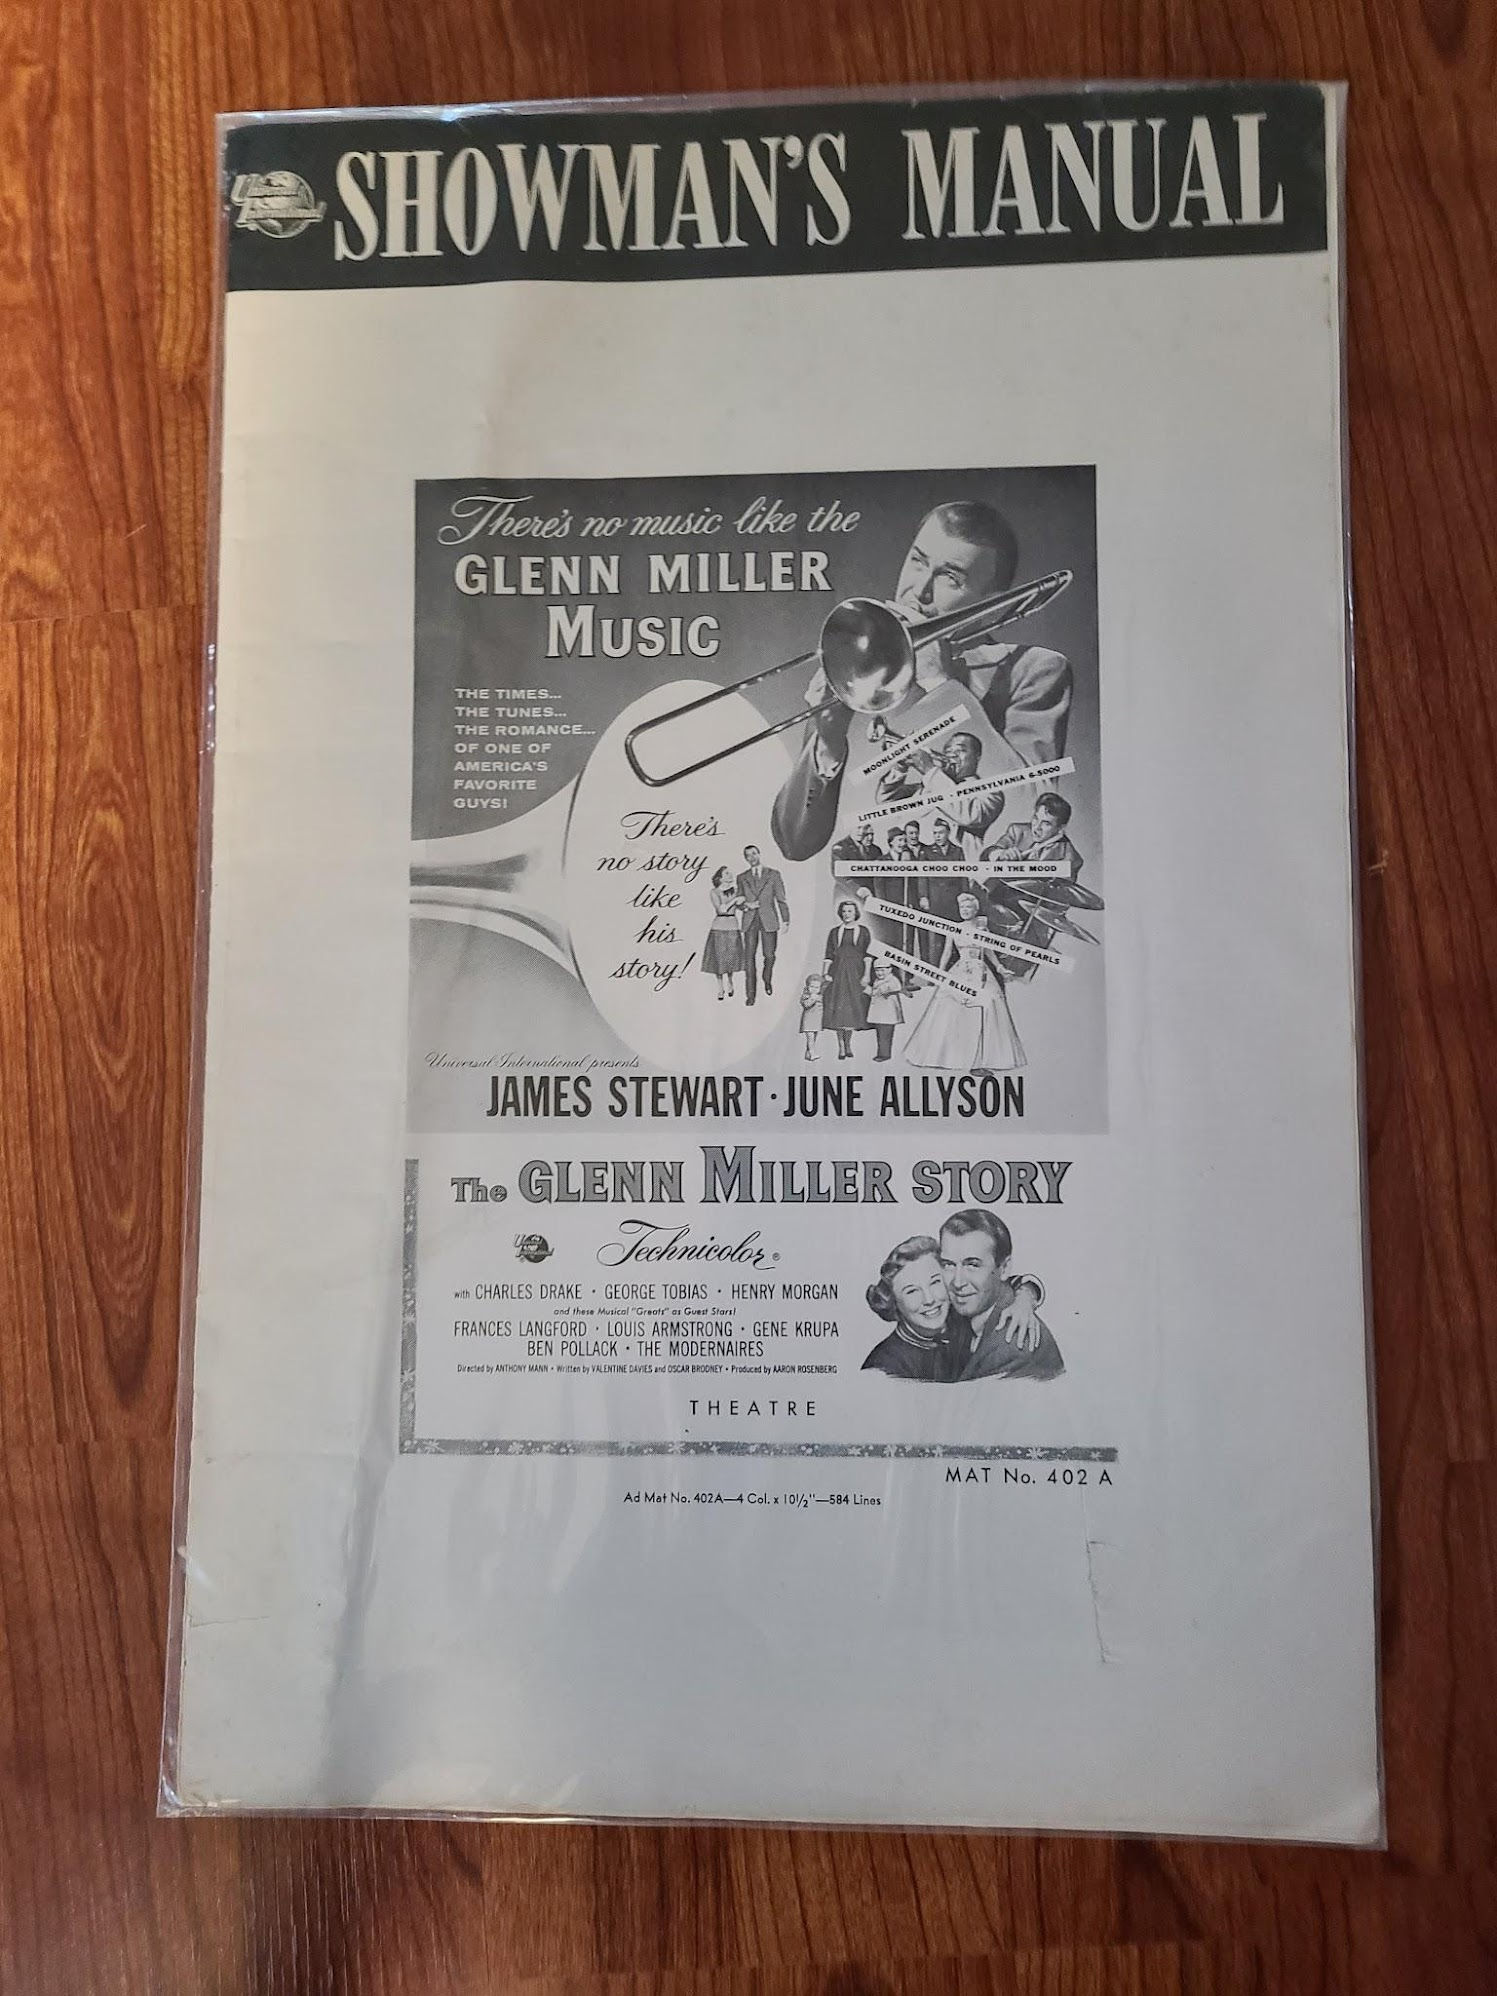 Universal International
SHOWMAN'S MANUAL
There's no music like the
GLENN MILLER
MUSIC
THE TIMES...
THE TUNES...
THE ROMANCE...
OF ONE OF
AMERICA'S
FAVORITE
GUYS!
There's
no story
like
his
story!
MOONLIGHT SERENADE
LITTLE BROWN JUG - PENNSYLVANIA 6-5000
CHATTANOOGA CHOO CHOO - IN THE MOOD
TUXEDO JUNCTION - STRING OF PEARLS
BASIN STREET BLUES
Universal-International presents
JAMES STEWART · JUNE ALLYSON
The GLENN MILLER STORY
Technicolor®
with CHARLES DRAKE · GEORGE TOBIAS · HENRY MORGAN
and these Musical "Greats" as Guest Stars!
FRANCES LANGFORD · LOUIS ARMSTRONG · GENE KRUPA
BEN POLLACK · THE MODERNAIRES
Directed by ANTHONY MANN · Written by VALENTINE DAVIES and OSCAR BRODNEY · Produced by AARON ROSENBERG
THEATRE
MAT No. 402 A
Ad Mat No. 402A—4 Col. x 10½"—584 Lines